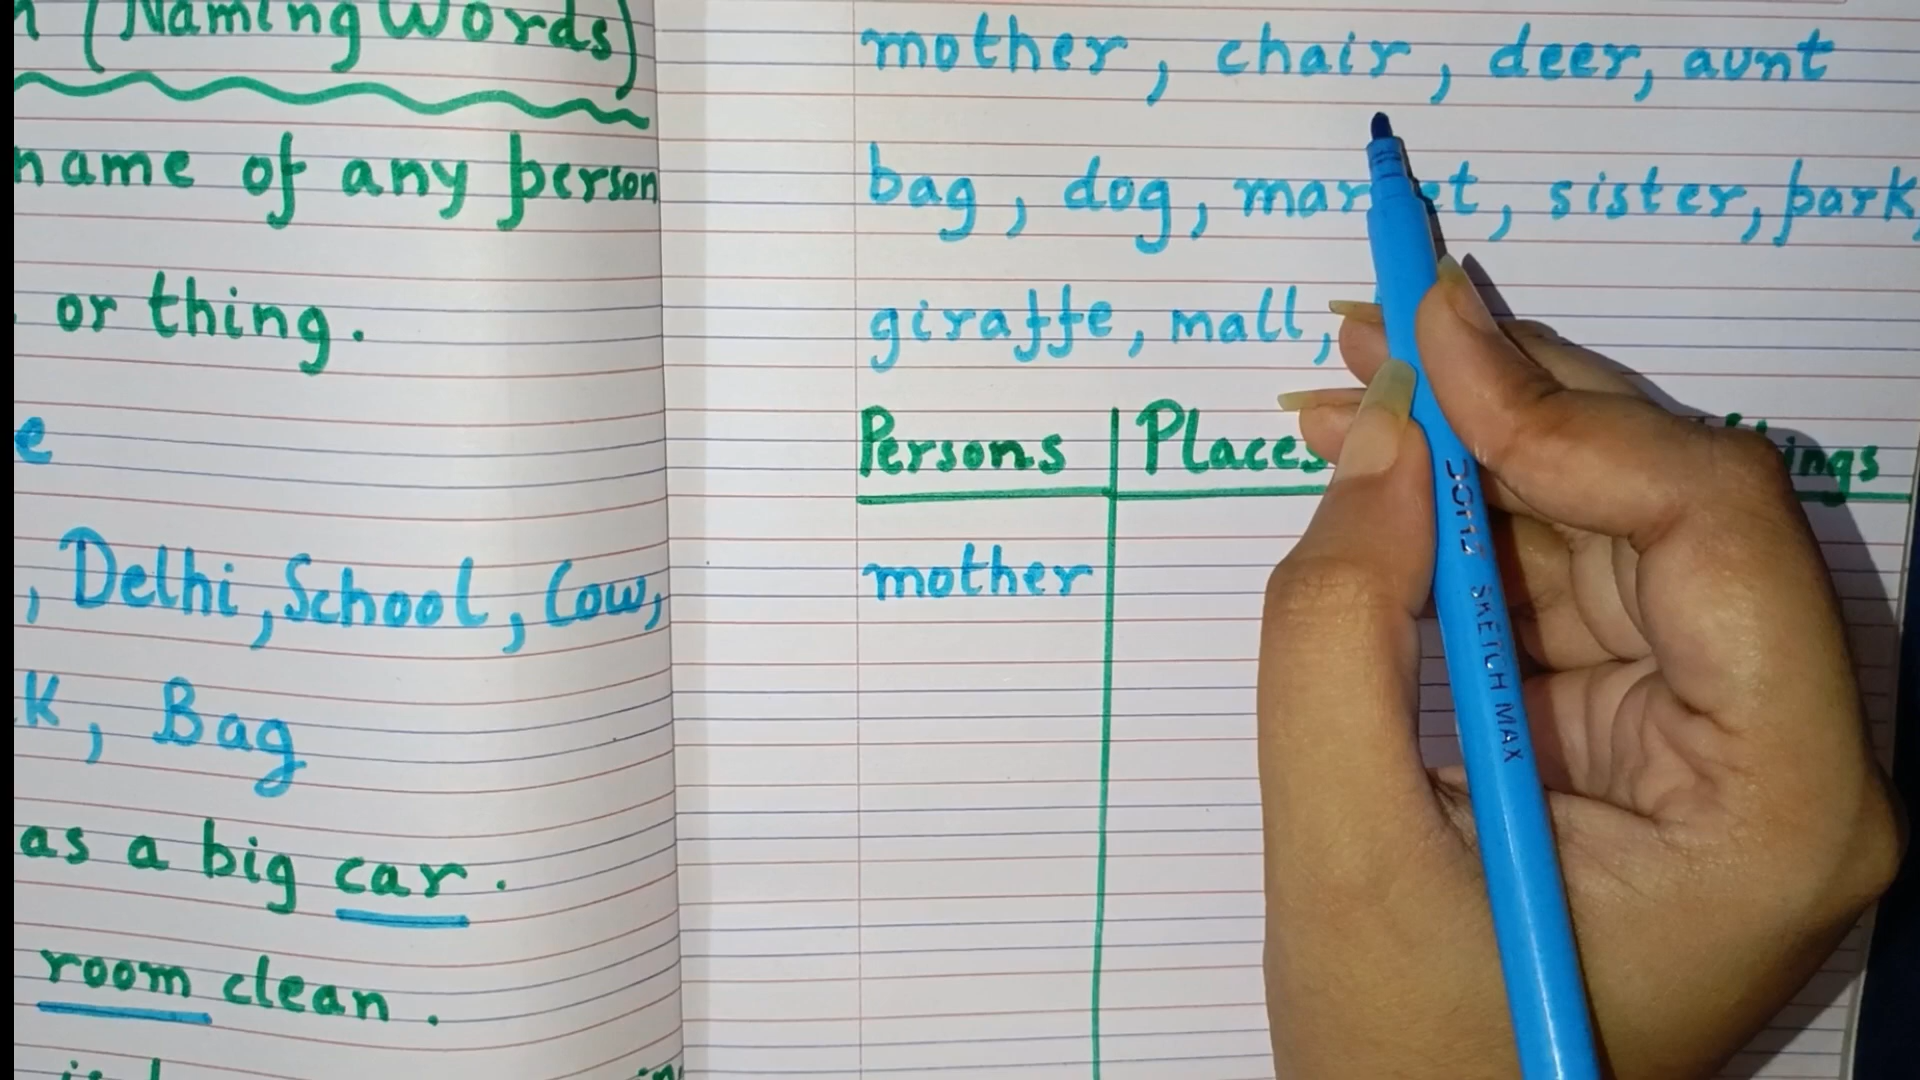 (Naming Words)
name of any person
or thing.
e
, Delhi, School, Cow,
K, Bag
as a big car.
room clean.
mother, chair, deer, aunt
bag, dog, sister, park,
giraffe, mall,
Persons Places
mother
DOMS SKETCH MAX